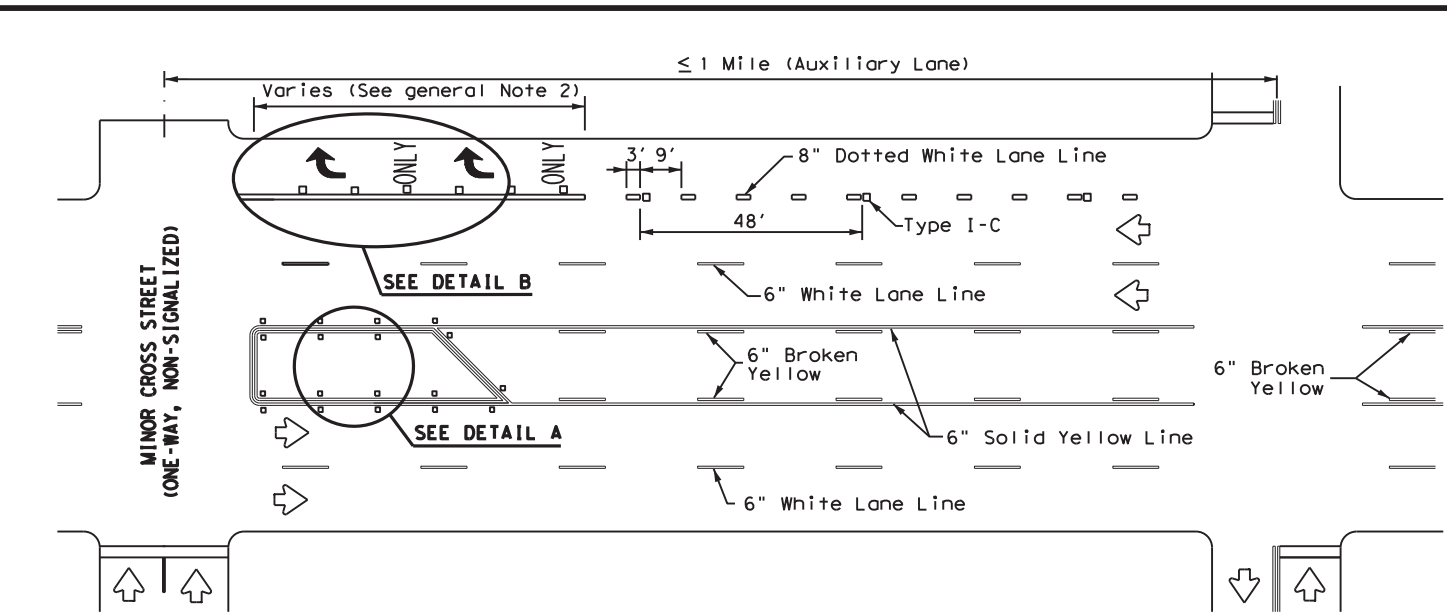 ≤ 1 Mile (Auxiliary Lane)
Varies (See general Note 2)
ONLY
ONLY
3' 9'
8" Dotted White Lane Line
48'
Type I-C
SEE DETAIL B
6" White Lane Line
MINOR CROSS STREET
(ONE-WAY, NON-SIGNALIZED)
6" Broken
Yellow
6" Broken
Yellow
SEE DETAIL A
6" Solid Yellow Line
6" White Lane Line